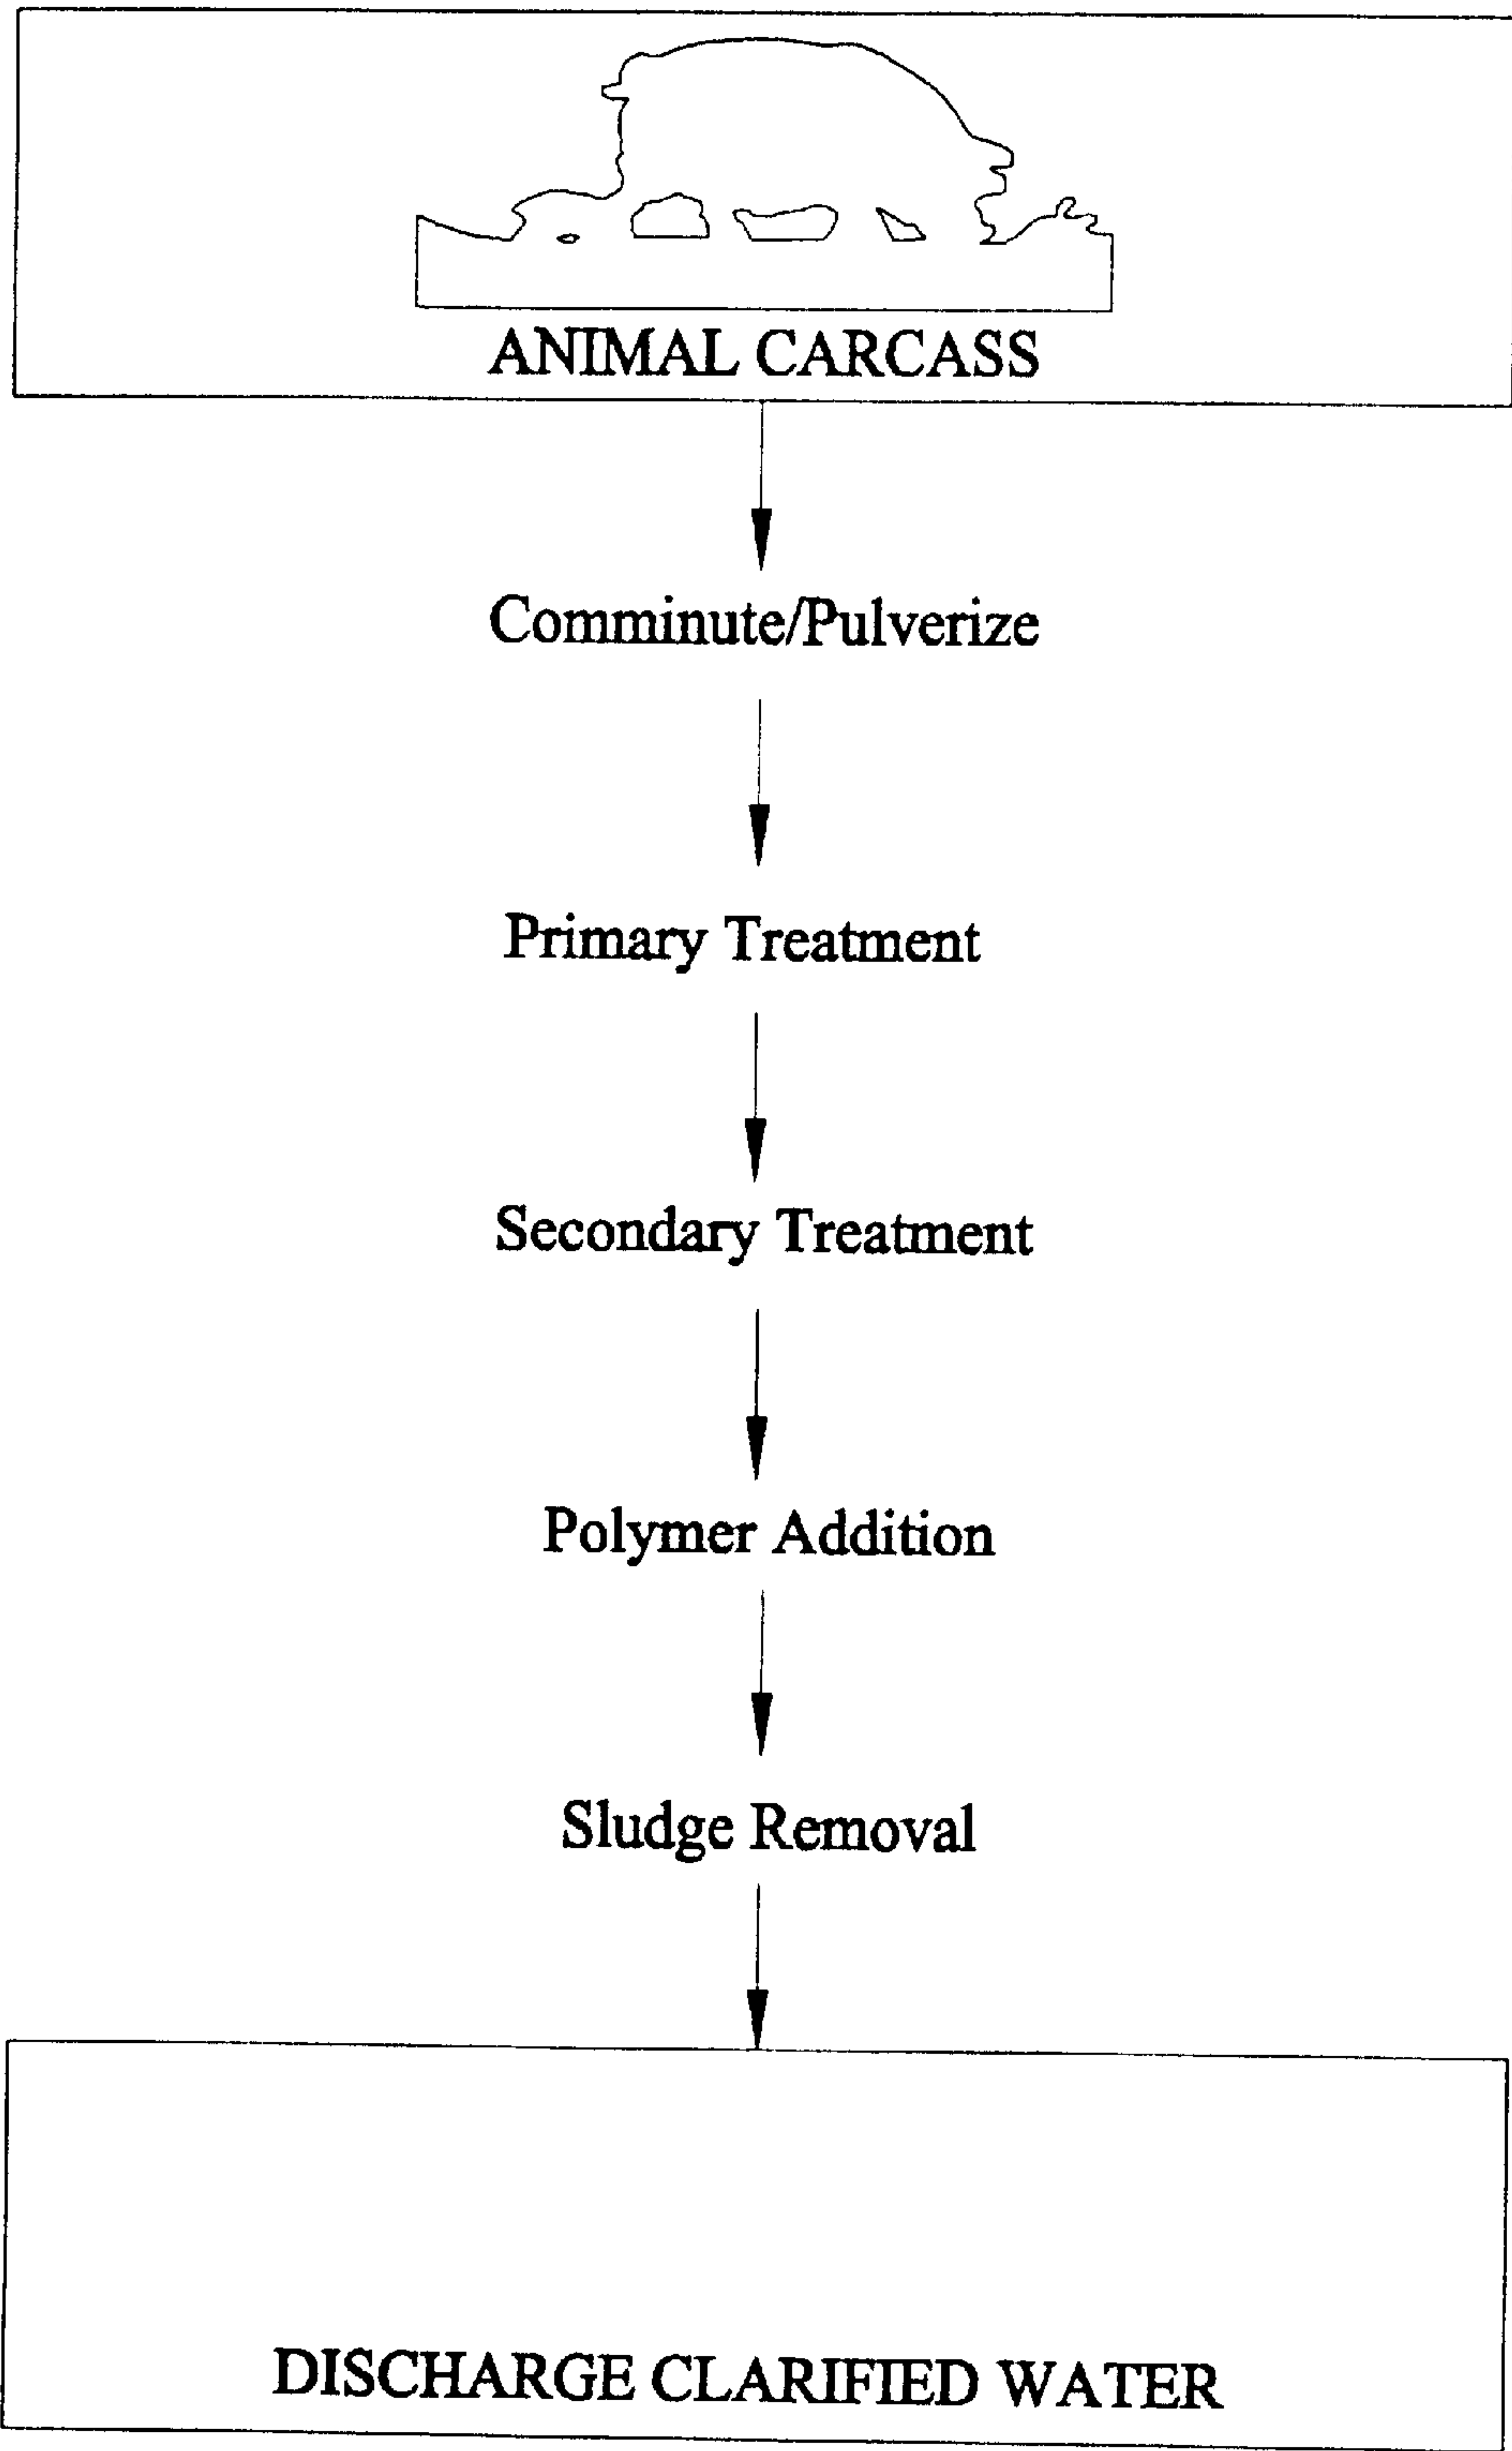 ANIMAL CARCASS
Comminute/Pulverize
Primary Treatment
Secondary Treatment
Polymer Addition
Sludge Removal
DISCHARGE CLARIFIED WATER